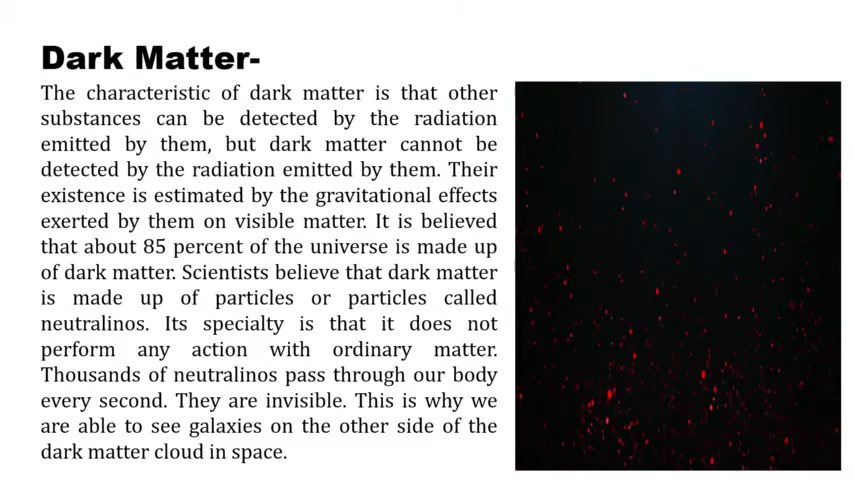 Dark Matter-
The characteristic of dark matter is that other
substances can be detected by the radiation
emitted by them, but dark matter cannot be
detected by the radiation emitted by them. Their
existence is estimated by the gravitational effects
exerted by them on visible matter. It is believed
that about 85 percent of the universe is made up
of dark matter. Scientists believe that dark matter
is made up of particles or particles called
neutralinos. Its specialty is that it does not
perform any action with ordinary matter.
Thousands of neutralinos pass through our body
every second. They are invisible. This is why we
are able to see galaxies on the other side of the
dark matter cloud in space.